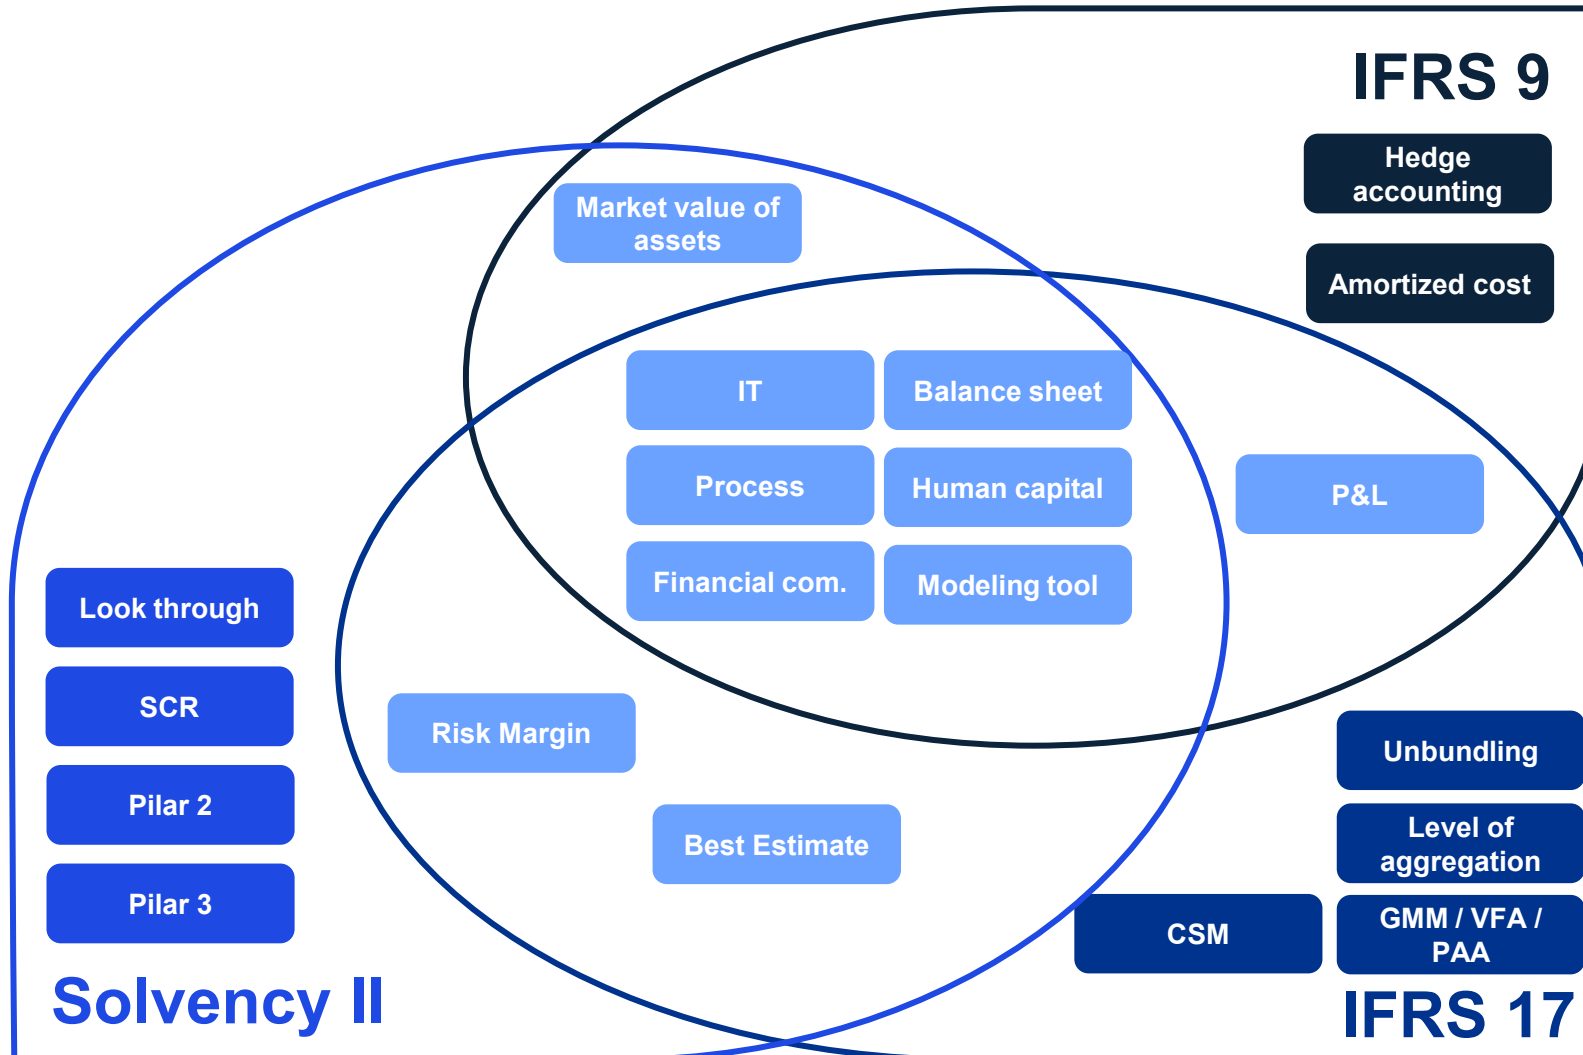 IFRS 9
Hedge
accounting
Amortized cost
Market value of
assets
IT
Balance sheet
Process
Human capital
Financial com.
Modeling tool
P&L
Look through
SCR
Pilar 2
Pilar 3
Solvency II
Risk Margin
Best Estimate
Unbundling
Level of
aggregation
CSM
GMM / VFA /
PAA
IFRS 17